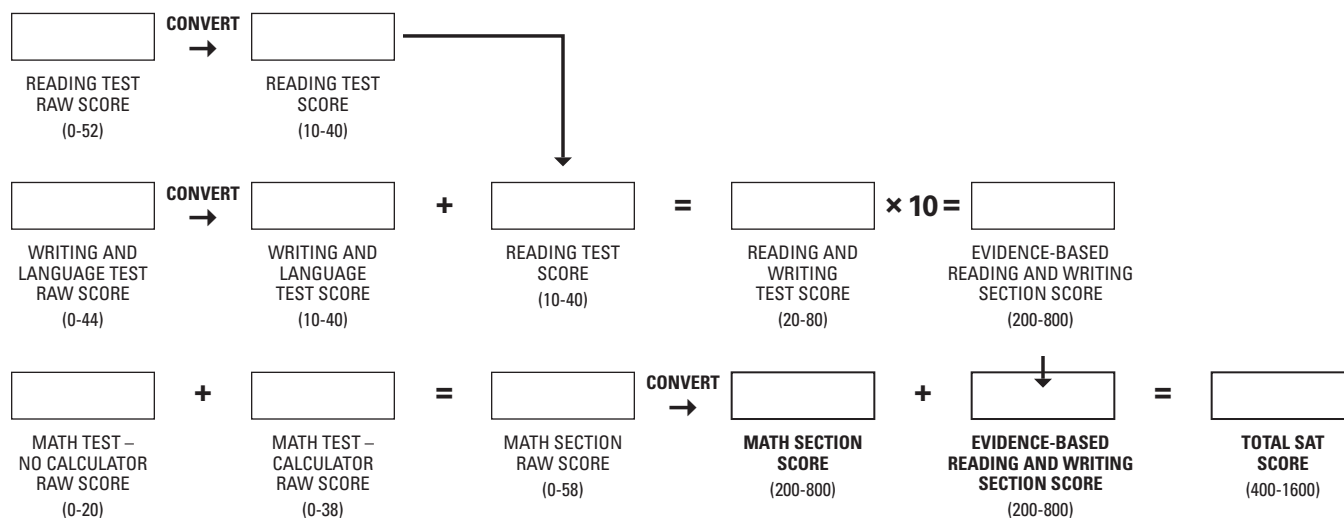 CONVERT
→
READING TEST
RAW SCORE
(0-52)
READING TEST
SCORE
(10-40)
CONVERT
→
+
=
× 10 =
WRITING AND
LANGUAGE TEST
RAW SCORE
(0-44)
WRITING AND
LANGUAGE
TEST SCORE
(10-40)
READING TEST
SCORE
(10-40)
READING AND
WRITING
TEST SCORE
(20-80)
EVIDENCE-BASED
READING AND WRITING
SECTION SCORE
(200-800)
+
=
CONVERT
→
+
=
MATH TEST –
NO CALCULATOR
RAW SCORE
(0-20)
MATH TEST –
CALCULATOR
RAW SCORE
(0-38)
MATH SECTION
RAW SCORE
(0-58)
MATH SECTION
SCORE
(200-800)
EVIDENCE-BASED
READING AND WRITING
SECTION SCORE
(200-800)
TOTAL SAT
SCORE
(400-1600)